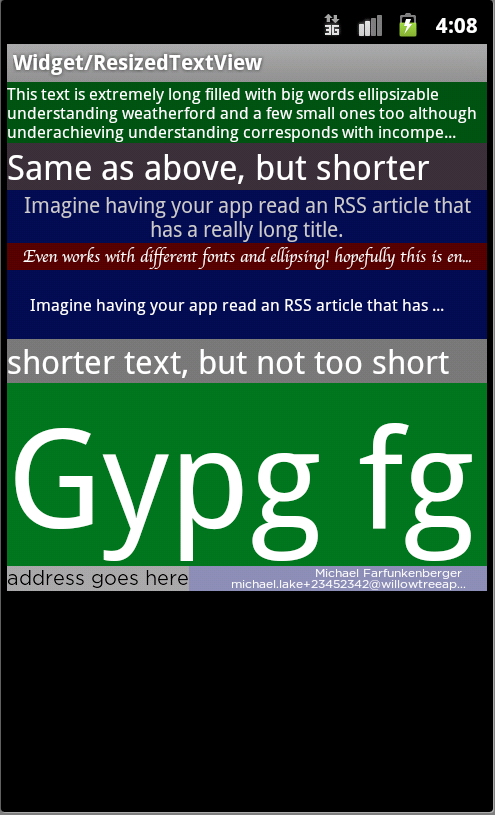 3G
4:08
Widget/ResizedTextView
This text is extremely long filled with big words ellipsizable
understanding weatherford and a few small ones too although
underachieving understanding corresponds with incompe...
Same as above, but shorter
Imagine having your app read an RSS article that
has a really long title.
Even works with different fonts and ellipsing! hopefully this is en...
Imagine having your app read an RSS article that has ...
shorter text, but not too short
Gypg fg
address goes here
Michael Farfunkenberger
michael.lake+23452342@willowtreeap...